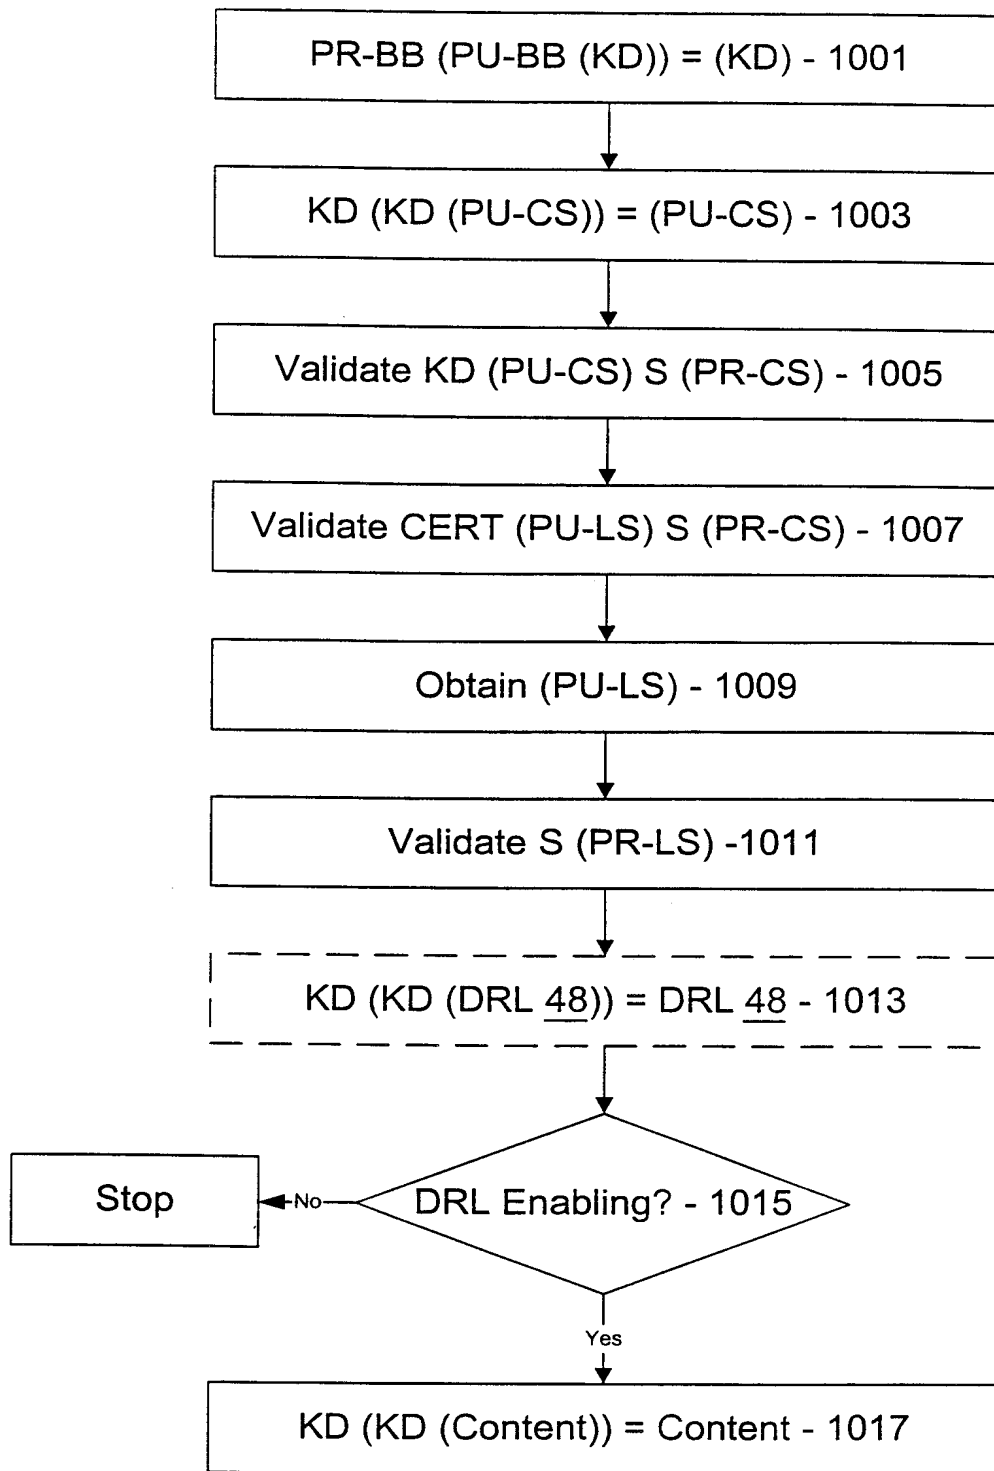 PR-BB (PU-BB (KD)) = (KD) - 1001
KD (KD (PU-CS)) = (PU-CS) - 1003
Validate KD (PU-CS) S (PR-CS) - 1005
Validate CERT (PU-LS) S (PR-CS) - 1007
Obtain (PU-LS) - 1009
Validate S (PR-LS) -1011
KD (KD (DRL 48)) = DRL 48 - 1013
DRL Enabling? - 1015
No
Stop
Yes
KD (KD (Content)) = Content - 1017